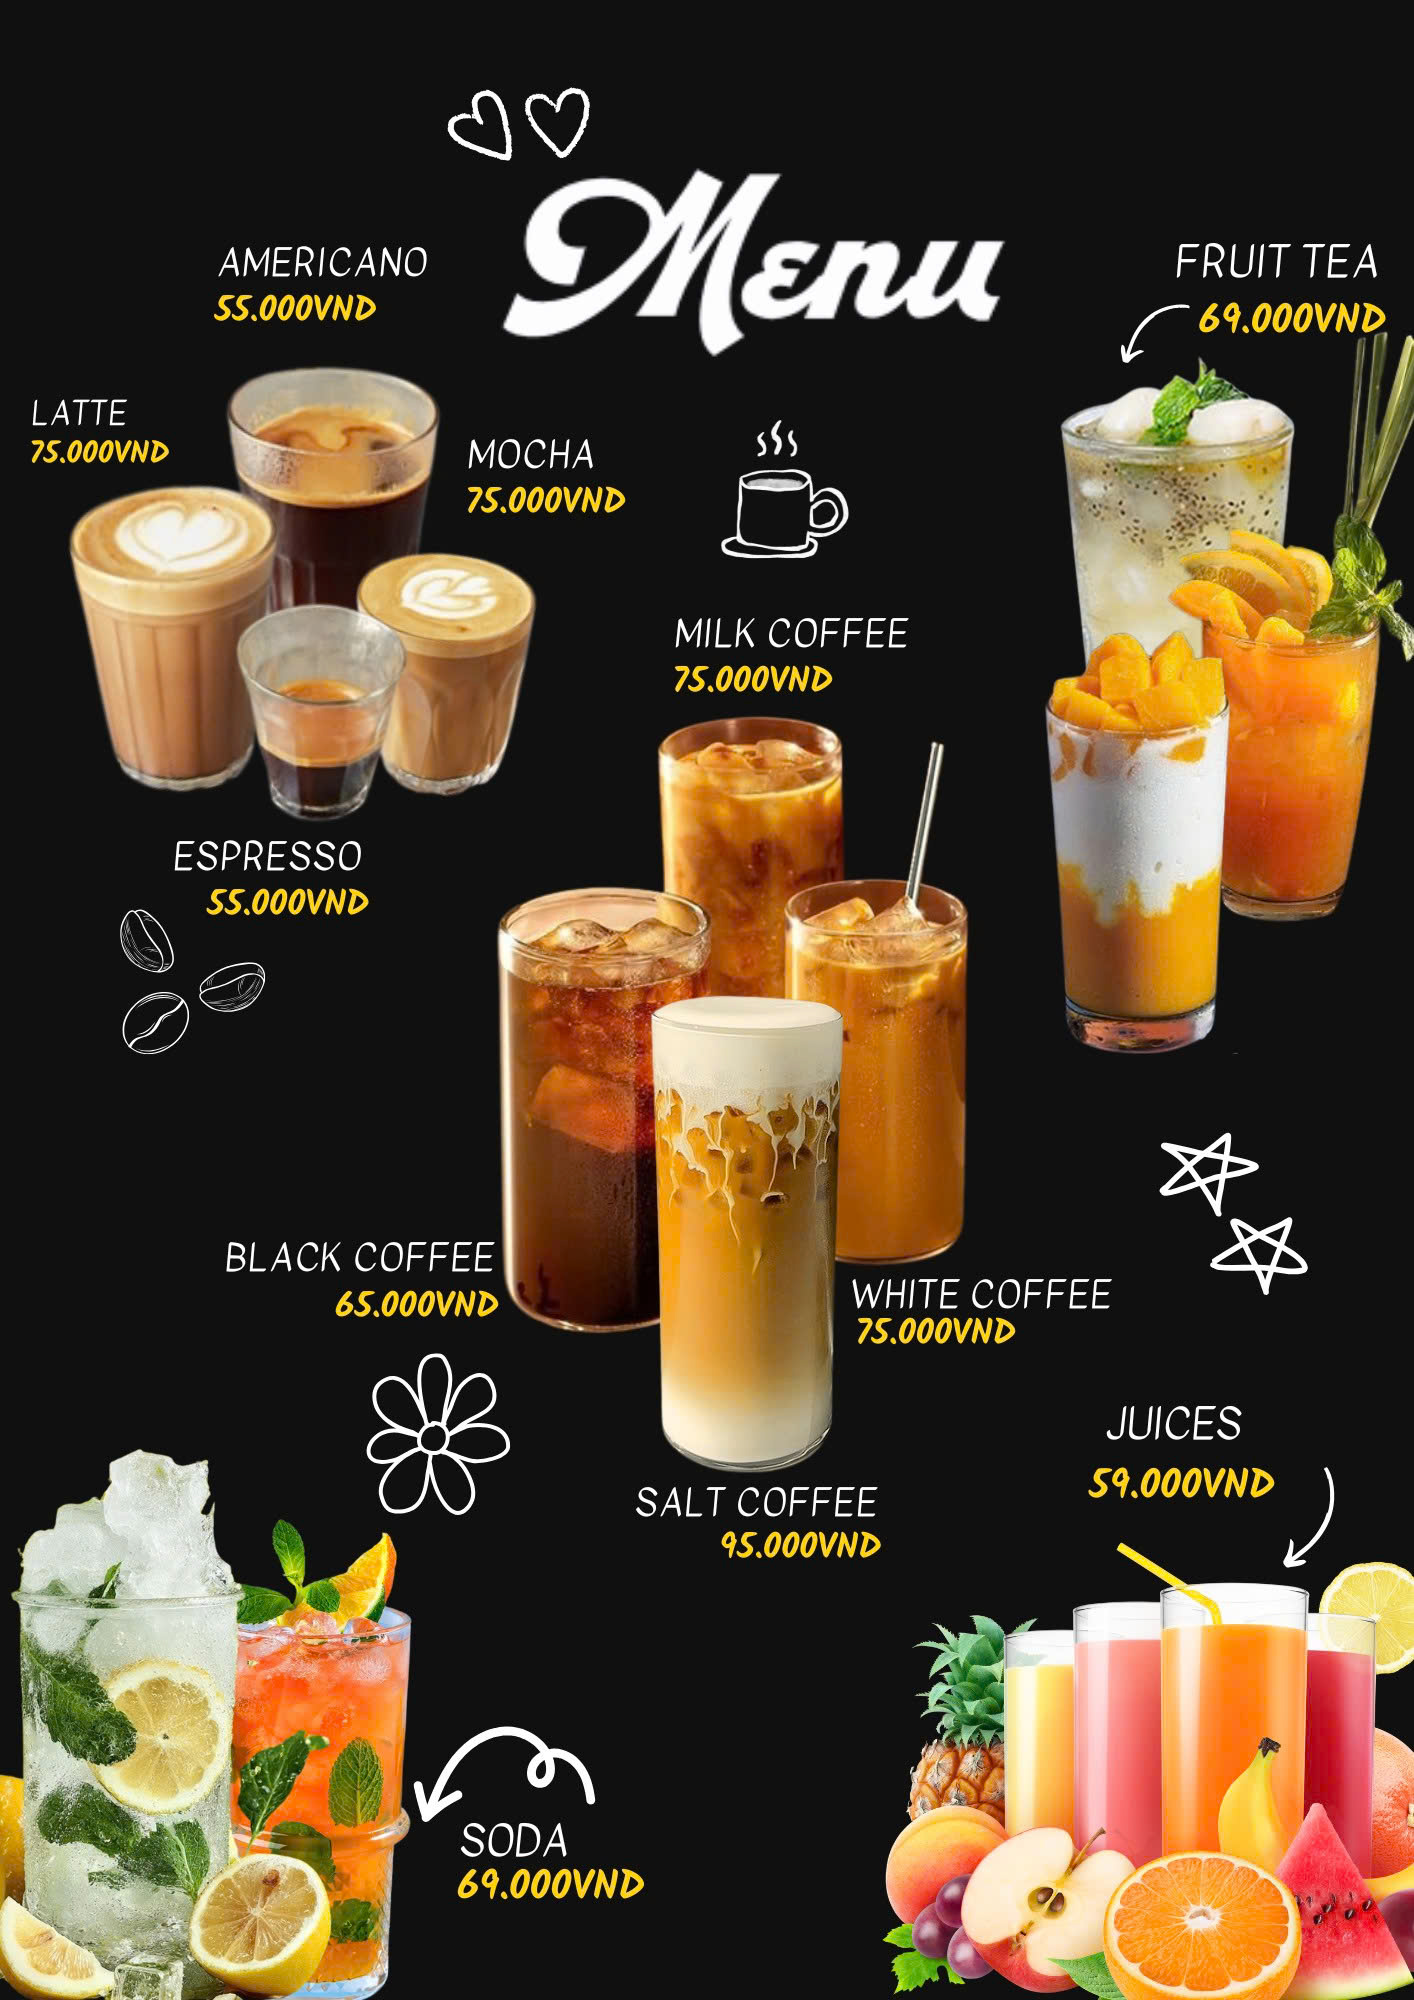 Menu
AMERICANO
55.000VND
FRUIT TEA
69.000VND
LATTE
75.000VND
MOCHA
75.000VND
MILK COFFEE
75.000VND
ESPRESSO
55.000VND
BLACK COFFEE
65.000VND
WHITE COFFEE
75.000VND
JUICES
59.000VND
SALT COFFEE
95.000VND
SODA
69.000VND